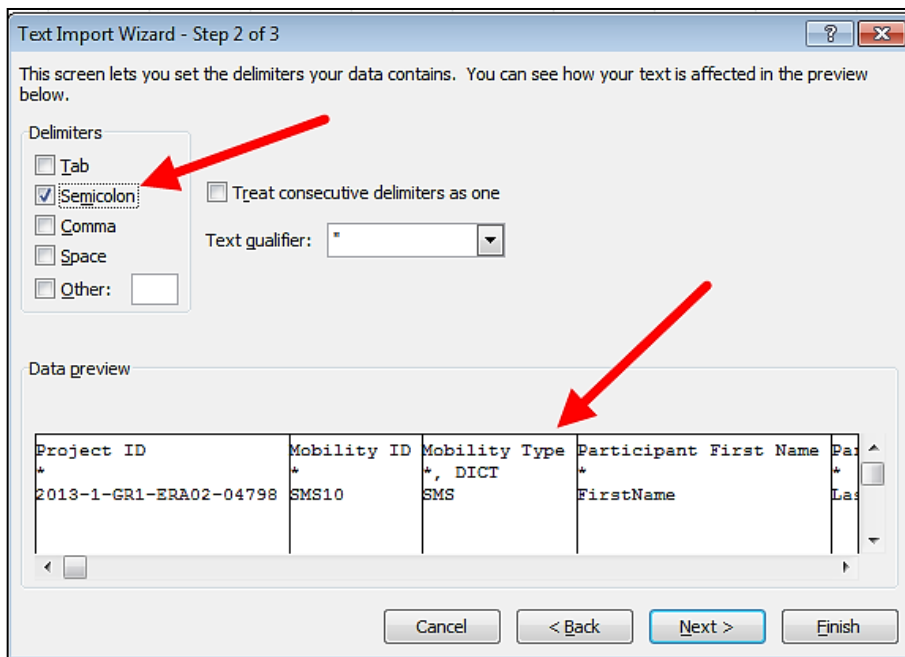 Text Import Wizard - Step 2 of 3
This screen lets you set the delimiters your data contains. You can see how your text is affected in the preview
below.
Delimiters
Tab
Semicolon
Comma
Space
Other:
Treat consecutive delimiters as one
Text qualifier: "
Data preview
Project ID Mobility ID Mobility Type Participant First Name Par
* * *, DICT * *
2013-1-GR1-ERA02-04798 SMS10 SMS FirstName Las
Cancel < Back Next > Finish